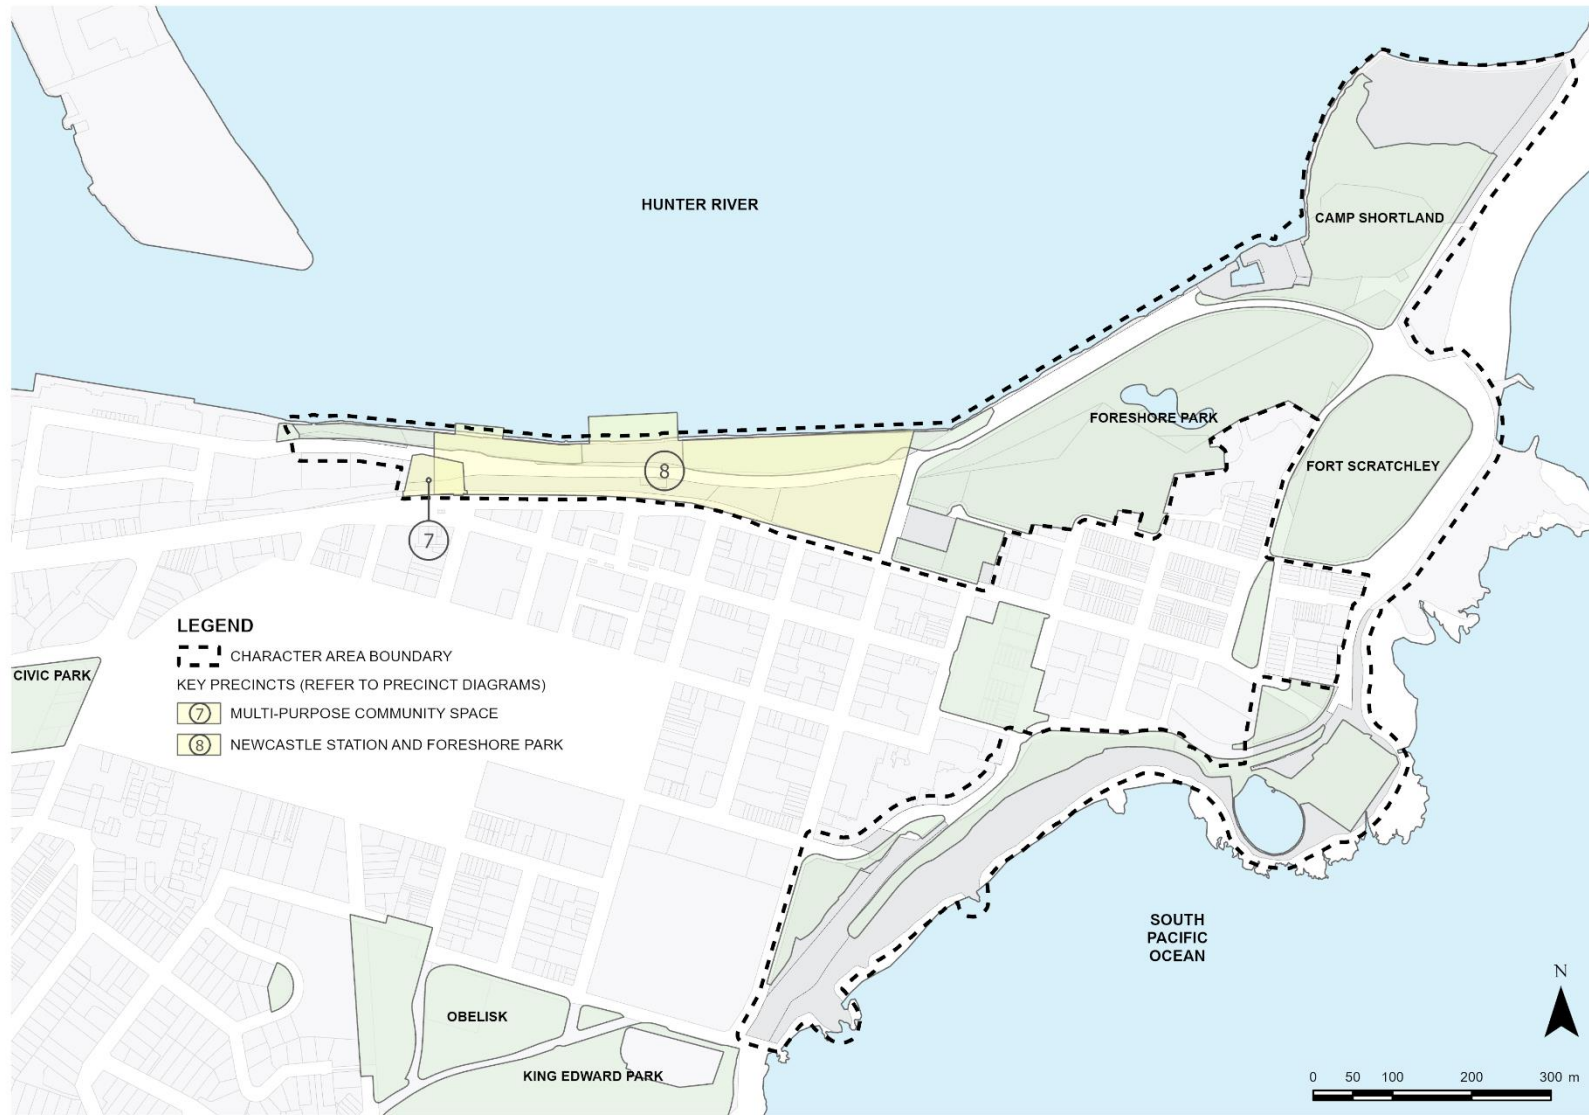 HUNTER RIVER
CAMP SHORTLAND
FORESHORE PARK
FORT SCRATCHLEY
8
7
LEGEND
CHARACTER AREA BOUNDARY
KEY PRECINCTS (REFER TO PRECINCT DIAGRAMS)
7 MULTI-PURPOSE COMMUNITY SPACE
8 NEWCASTLE STATION AND FORESHORE PARK
CIVIC PARK
SOUTH
PACIFIC
OCEAN
OBELISK
KING EDWARD PARK
N
0 50 100 200 300 m